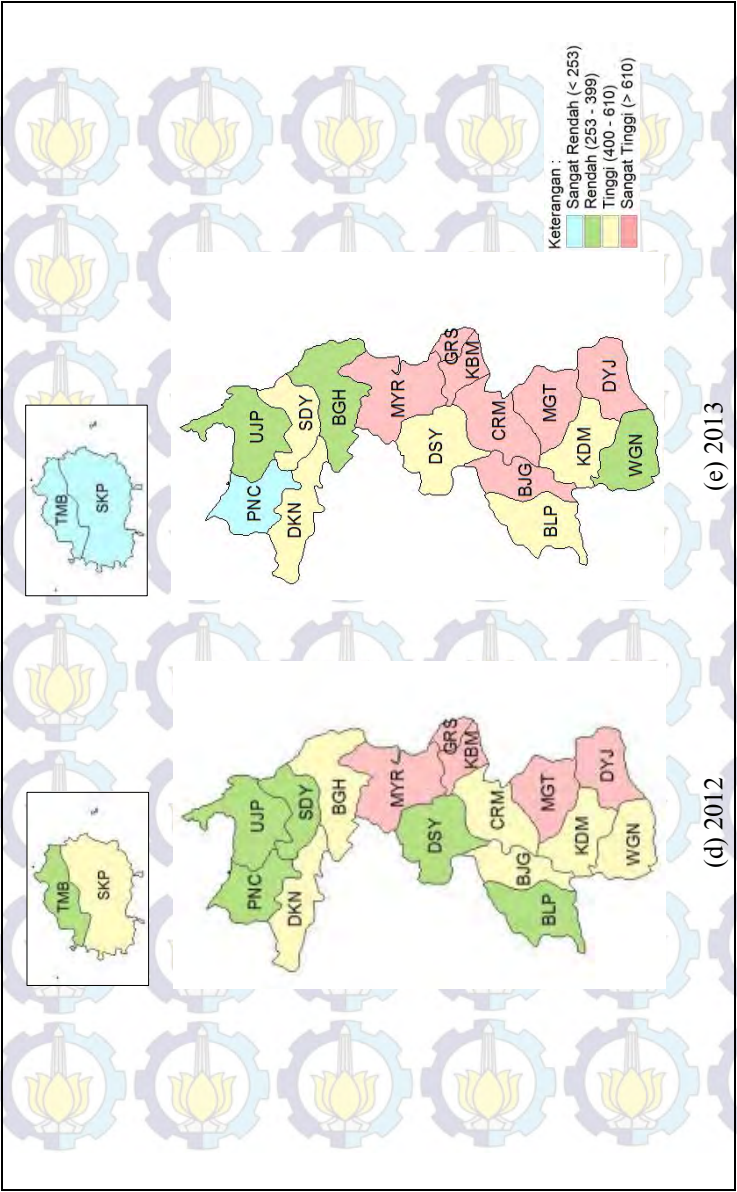 TMB
SKP
PNC
UJP
SDY
DKN
BGH
MYR
DSY
GRS
KBM
CRM
BJG
BLP
MGT
KDM
DYJ
WGN
(d) 2012
TMB
SKP
PNC
UJP
SDY
DKN
BGH
MYR
DSY
GRS
KBM
CRM
BJG
BLP
MGT
KDM
DYJ
WGN
(e) 2013
Keterangan :
Sangat Rendah (< 253)
Rendah (253 - 399)
Tinggi (400 - 610)
Sangat Tinggi (> 610)